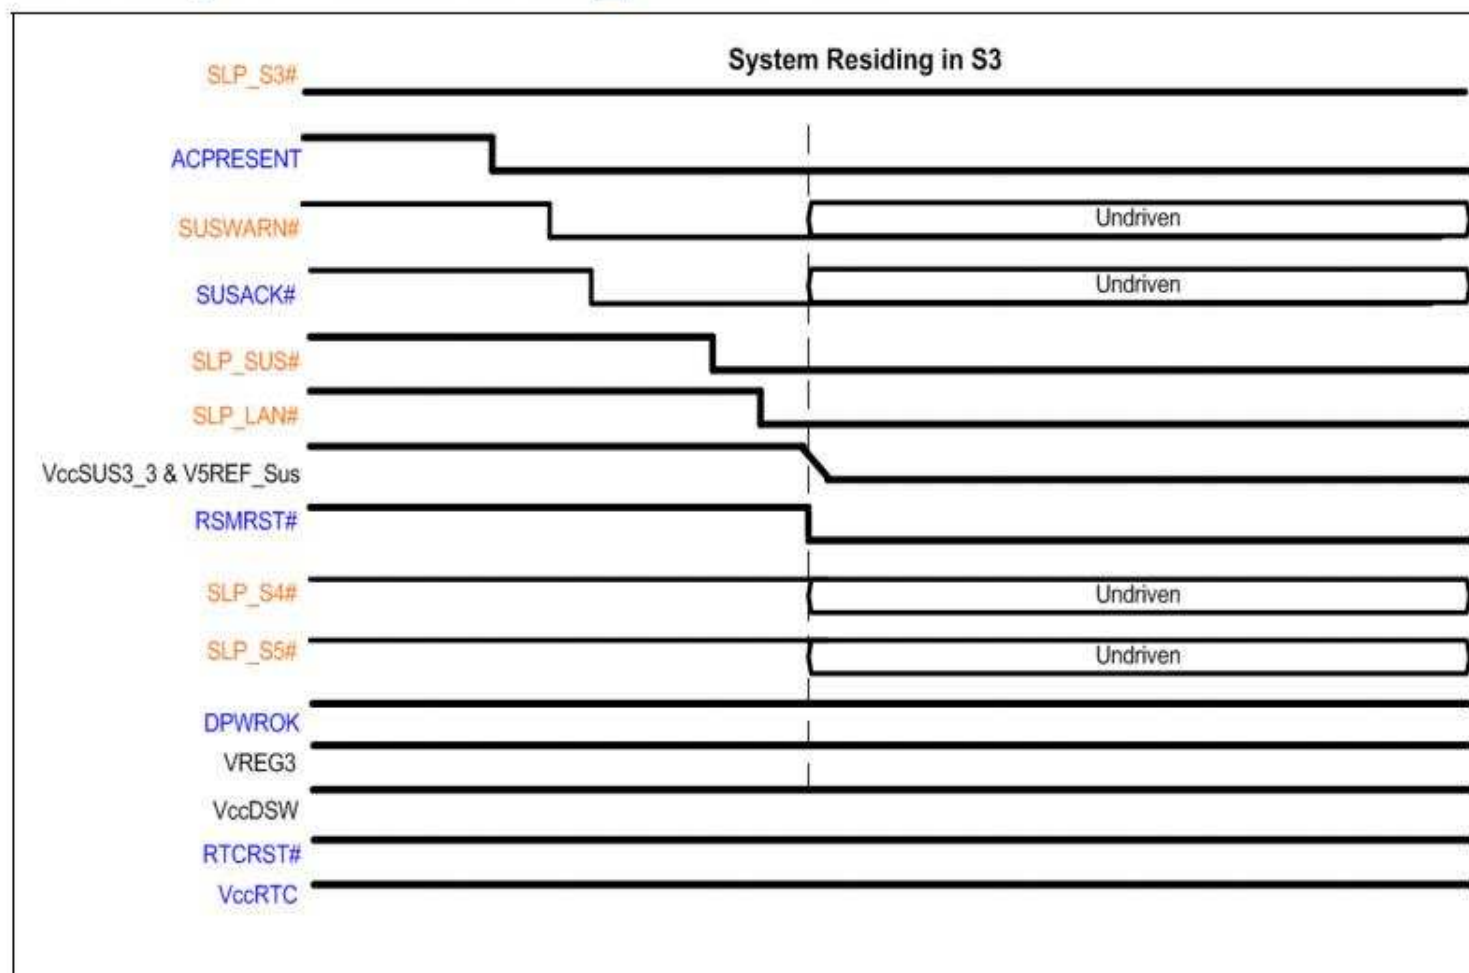 System Residing in S3
SLP_S3#
ACPRESENT
SUSWARN#
Undriven
SUSACK#
Undriven
SLP_SUS#
SLP_LAN#
VccSUS3_3 & V5REF_Sus
RSMRST#
SLP_S4#
Undriven
SLP_S5#
Undriven
DPWROK
VREG3
VccDSW
RTCRST#
VccRTC